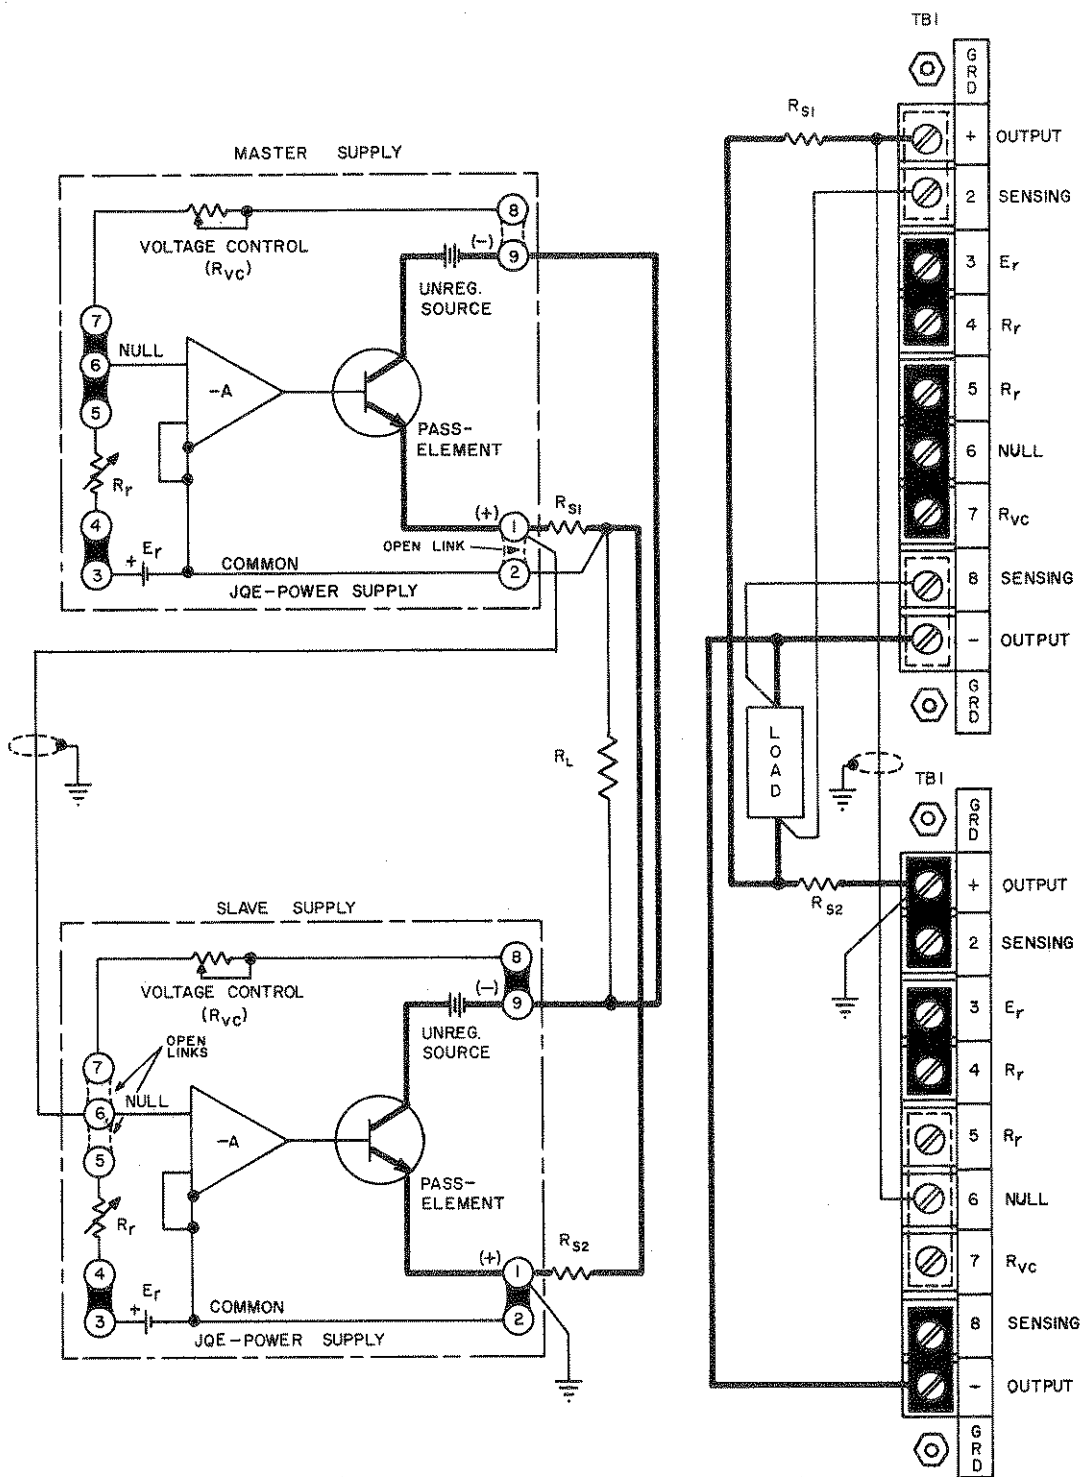 MASTER SUPPLY
8
(-)
9
VOLTAGE CONTROL
(RVC)
UNREG.
SOURCE
7
NULL
6
-A
5
PASS-
ELEMENT
Rr
4
(+)
1
RS1
OPEN LINK
+ Er
3
COMMON
2
JQE-POWER SUPPLY
RL
SLAVE SUPPLY
8
(-)
9
VOLTAGE CONTROL
(RVC)
UNREG.
SOURCE
OPEN
LINKS
7
NULL
6
-A
5
PASS-
ELEMENT
Rr
4
(+)
1
RS2
+ Er
3
COMMON
2
JQE-POWER SUPPLY
TB1
GRD
RS1
+ OUTPUT
2 SENSING
3 Er
4 Rr
5 Rr
6 NULL
7 RVC
8 SENSING
- OUTPUT
GRD
LOAD
TB1
GRD
RS2
+ OUTPUT
2 SENSING
3 Er
4 Rr
5 Rr
6 NULL
7 RVC
8 SENSING
- OUTPUT
GRD